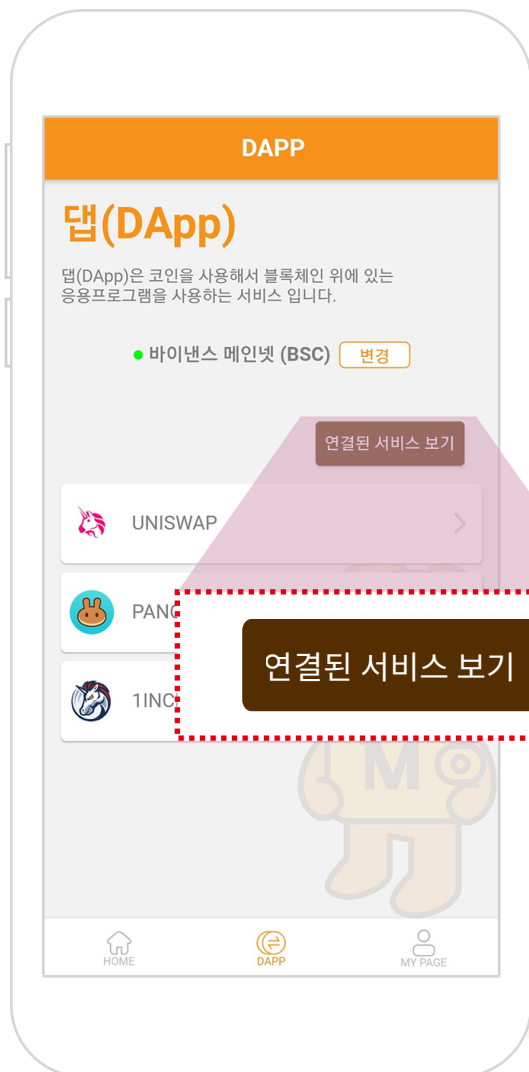 DAPP
댑(DApp)
댑(DApp)은 코인을 사용해서 블록체인 위에 있는
응용프로그램을 사용하는 서비스 입니다.
바이낸스 메인넷 (BSC) 변경
연결된 서비스 보기
UNISWAP
PANC
연결된 서비스 보기
1INC
M
HOME
DAPP
MY PAGE